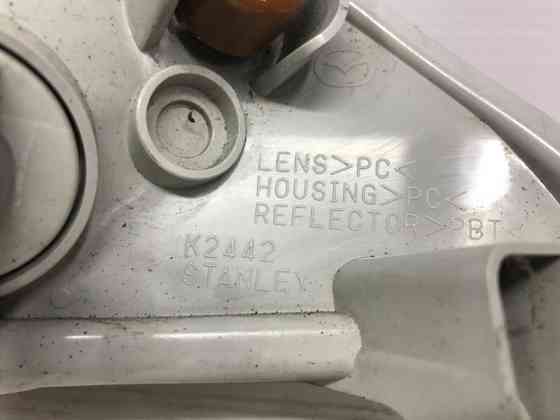 LENS>PC<
HOUSING>PC<
REFLECTOR>PBT
K2442
STANLEY